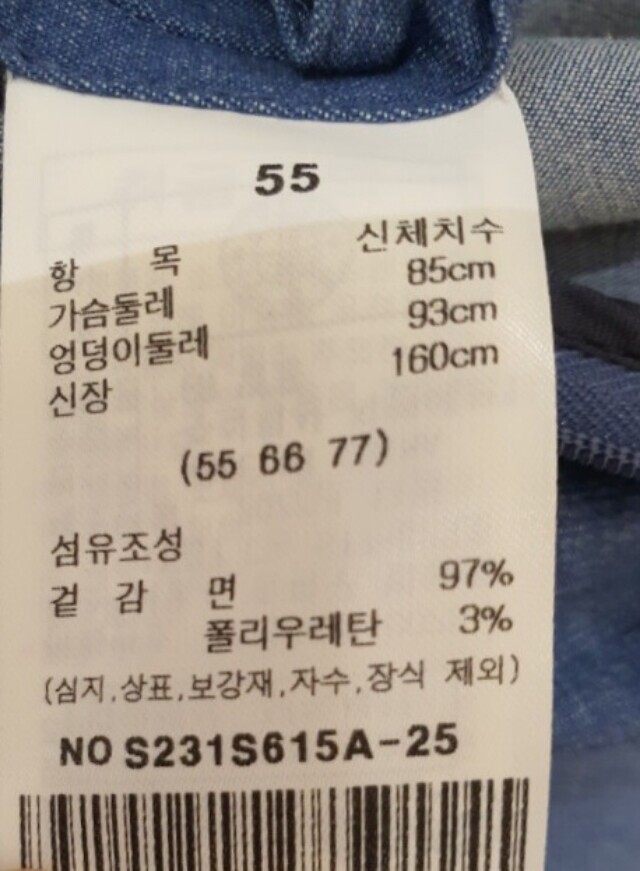 55
항 목 신체치수
가슴둘레 85cm
엉덩이둘레 93cm
신장 160cm
(55 66 77)
섬유조성
겉 감 면 97%
폴리우레탄 3%
(심지,상표,보강재,자수,장식 제외)
NO S231S615A-25